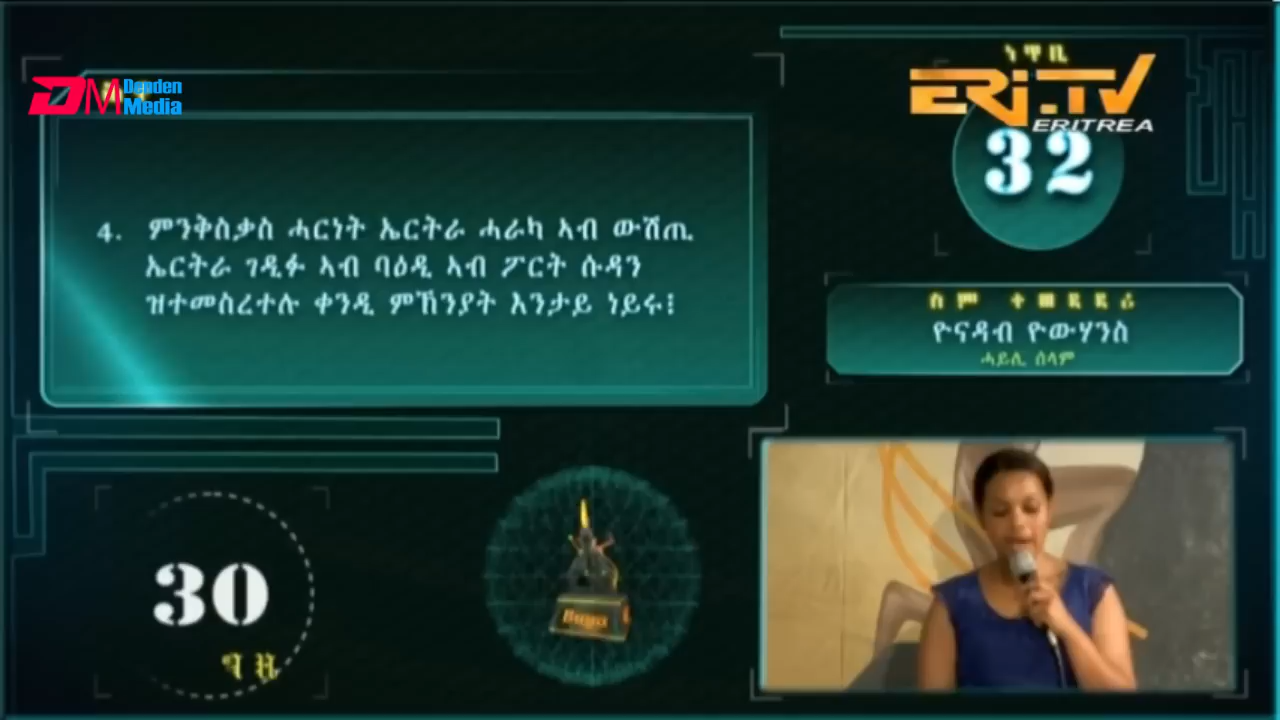 DM Denden
Media
ነጥቢ
ERi.TV
ERITREA
32
4. ምንቅስቃስ ሓርነት ኤርትራ ሓራካ ኣብ ውሽጢ
ኤርትራ ገዲፉ ኣብ ባዕዲ ኣብ ፖርት ሱዳን
ዝተመስረተሉ ቀንዲ ምኽንያት እንታይ ነይሩ፧
ስም ተወዳዳሪ
ዮናዳብ ዮውሃንስ
ሓይሊ ሰላም
30
ግዜ